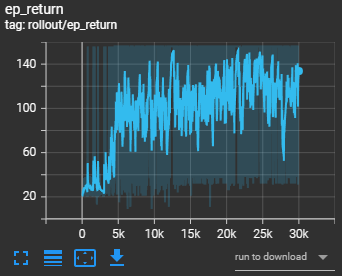 ep_return
tag: rollout/ep_return
140
100
60
20
0 5k 10k 15k 20k 25k 30k
run to download